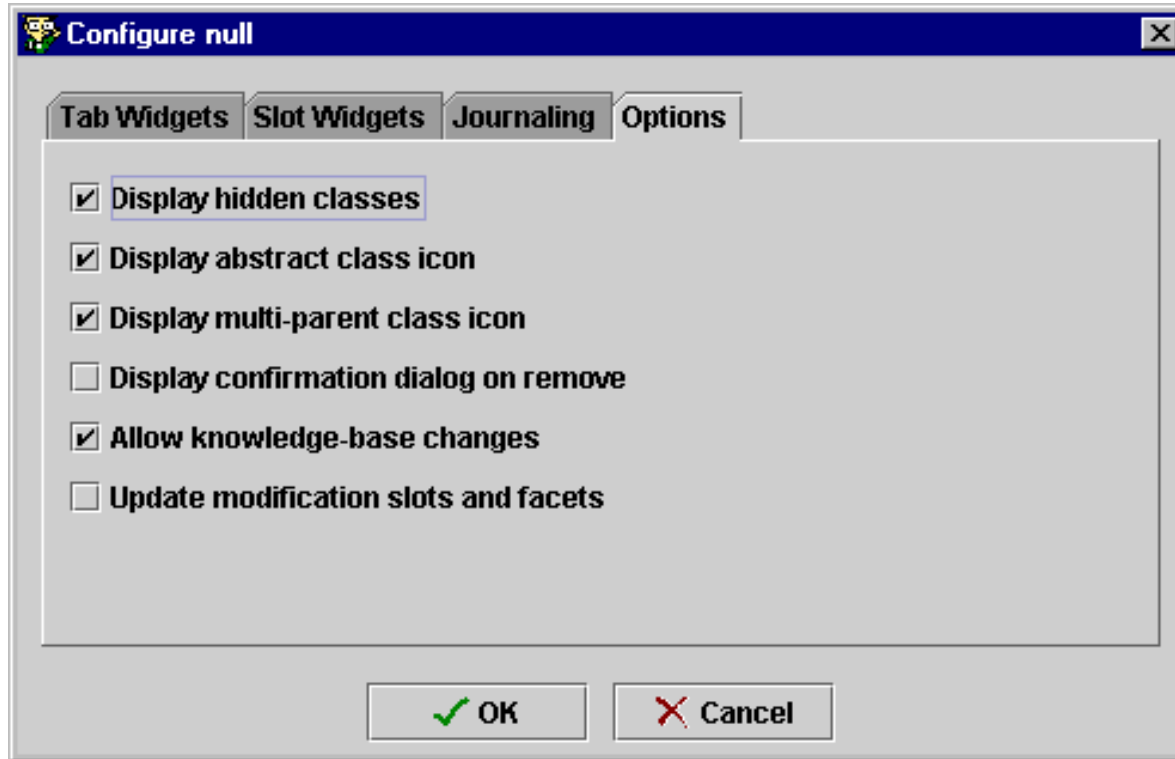 Configure null
Tab Widgets Slot Widgets Journaling Options
Display hidden classes
Display abstract class icon
Display multi-parent class icon
Display confirmation dialog on remove
Allow knowledge-base changes
Update modification slots and facets
OK Cancel